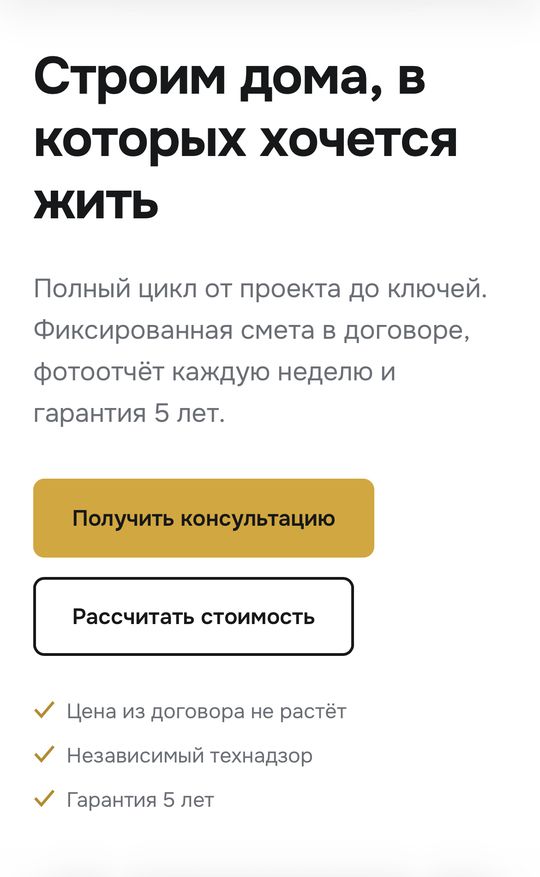 Строим дома, в
которых хочется
жить
Полный цикл от проекта до ключей.
Фиксированная смета в договоре,
фотоотчёт каждую неделю и
гарантия 5 лет.
Получить консультацию
Рассчитать стоимость
Цена из договора не растёт
Независимый технадзор
Гарантия 5 лет